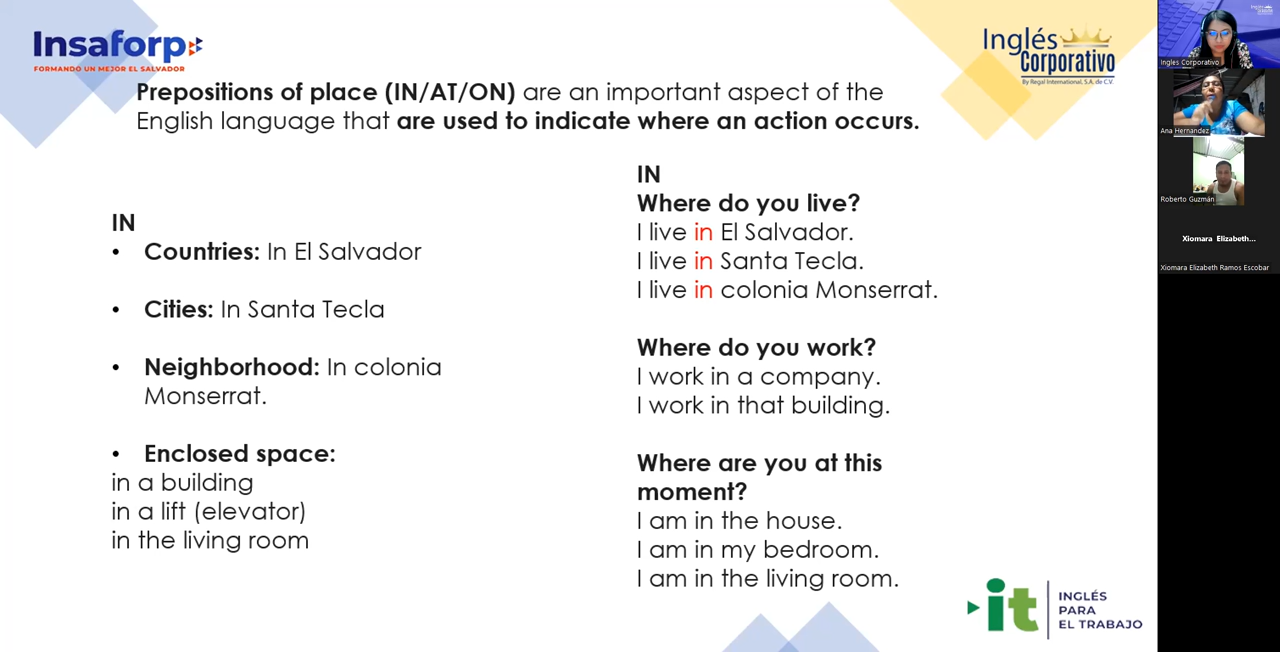 Insaforp
FORMANDO UN MEJOR EL SALVADOR
Inglés
Corporativo
By Regal International, S.A. de C.V.
Prepositions of place (IN/AT/ON) are an important aspect of the
English language that are used to indicate where an action occurs.
IN
• Countries: In El Salvador
• Cities: In Santa Tecla
• Neighborhood: In colonia
Monserrat.
• Enclosed space:
in a building
in a lift (elevator)
in the living room
IN
Where do you live?
I live in El Salvador.
I live in Santa Tecla.
I live in colonia Monserrat.
Where do you work?
I work in a company.
I work in that building.
Where are you at this
moment?
I am in the house.
I am in my bedroom.
I am in the living room.
it
INGLÉS
PARA
EL TRABAJO
Ingles Corporativo
Ana Hernandez
Roberto Guzmán
Xiomara Elizabeth...
Xiomara Elizabeth Ramos Escobar